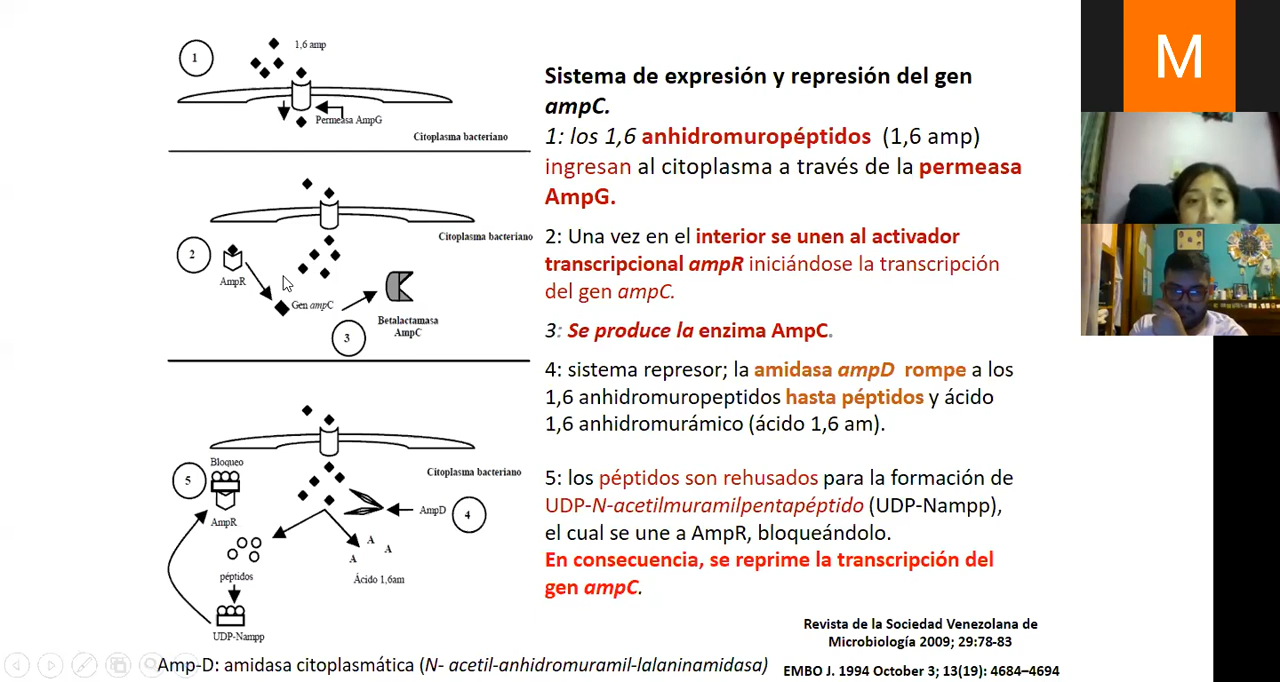 1
1,6 amp
Permeasa AmpG
Citoplasma bacteriano
2
AmpR
Citoplasma bacteriano
Gen ampC
3
Betalactamasa
AmpC
Bloqueo
5
AmpR
Citoplasma bacteriano
AmpD
4
A
A
A
péptidos
Ácido 1,6am
UDP-Nampp
Amp-D: amidasa citoplasmática (N- acetil-anhidromuramil-lalaninamidasa)
Sistema de expresión y represión del gen
ampC.
1: los 1,6 anhidromuropéptidos (1,6 amp)
ingresan al citoplasma a través de la permeasa
AmpG.
2: Una vez en el interior se unen al activador
transcripcional ampR iniciándose la transcripción
del gen ampC.
3: Se produce la enzima AmpC.
4: sistema represor; la amidasa ampD rompe a los
1,6 anhidromuropeptidos hasta péptidos y ácido
1,6 anhidromurámico (ácido 1,6 am).
5: los péptidos son rehusados para la formación de
UDP-N-acetilmuramilpentapéptido (UDP-Nampp),
el cual se une a AmpR, bloqueándolo.
En consecuencia, se reprime la transcripción del
gen ampC.
Revista de la Sociedad Venezolana de
Microbiología 2009; 29:78-83
EMBO J. 1994 October 3; 13(19): 4684–4694
M